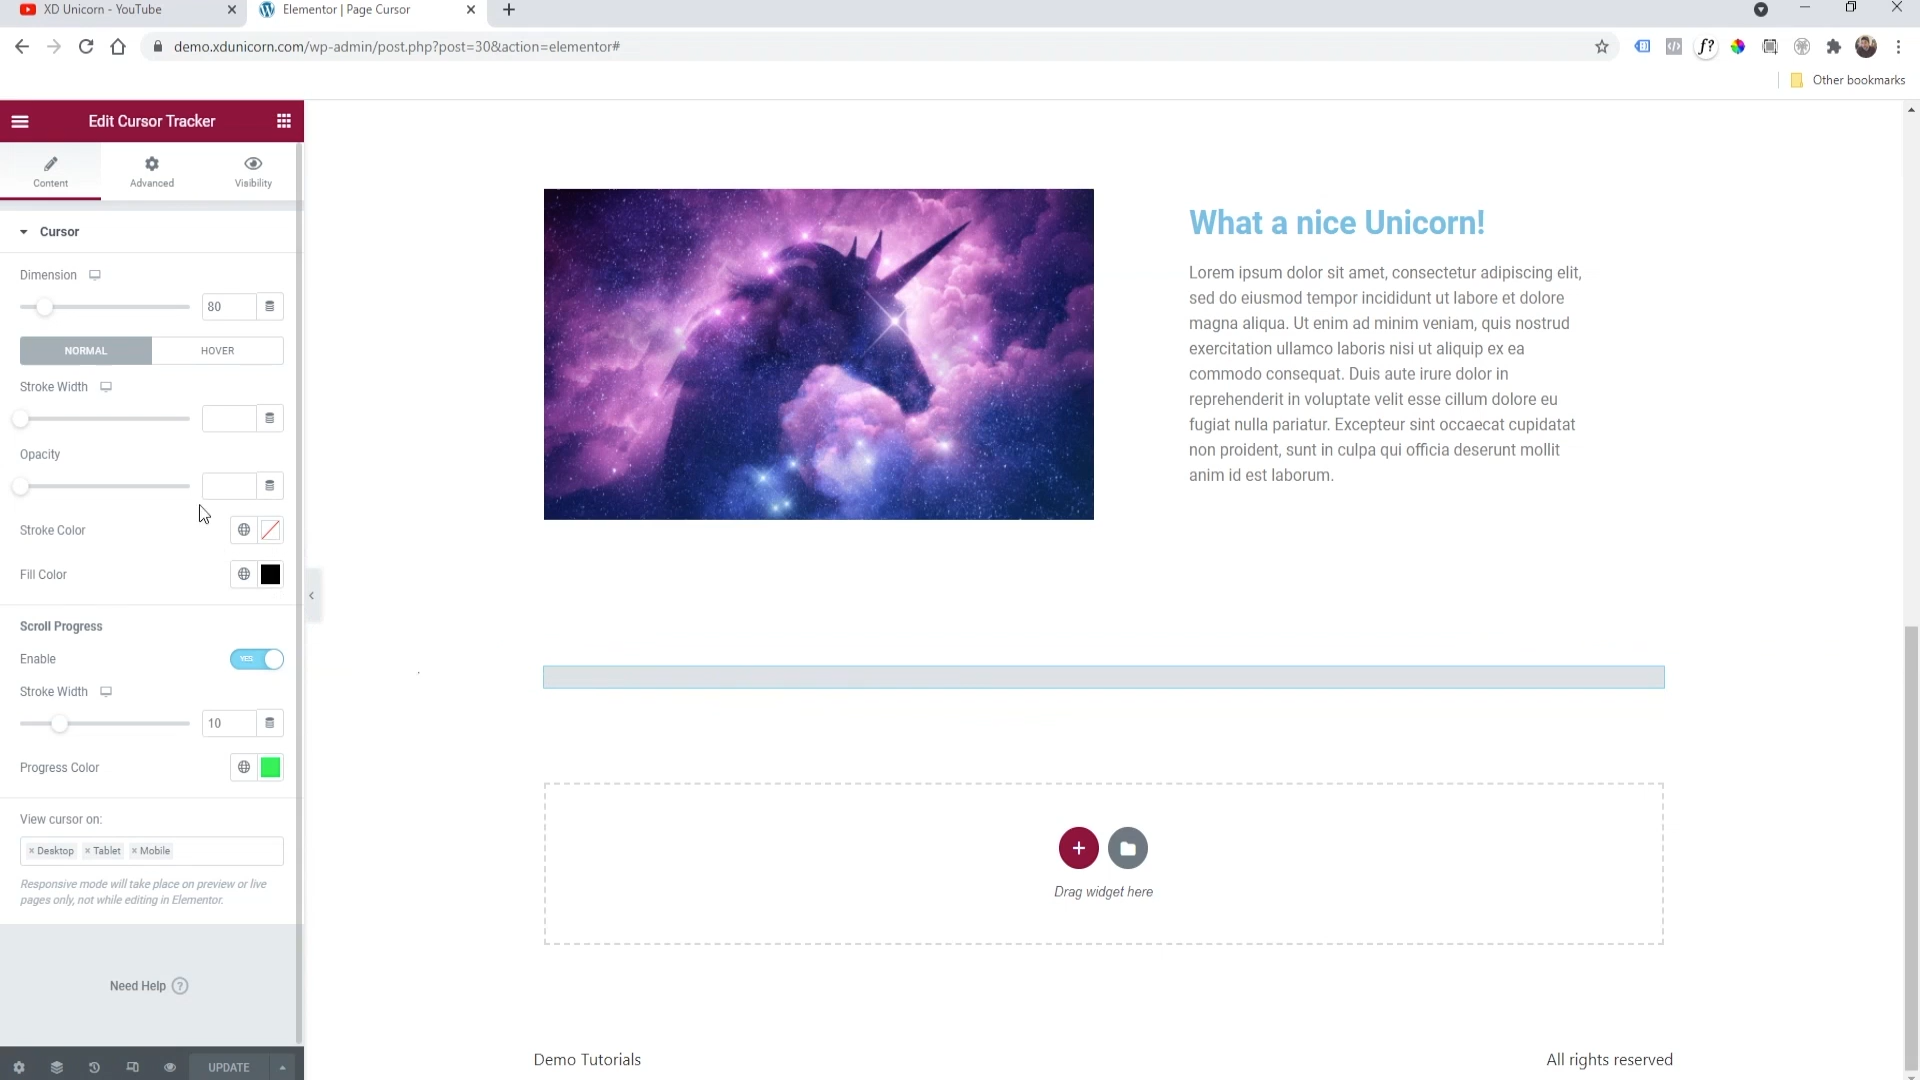 XD Unicorn - YouTube
Elementor | Page Cursor
demo.xdunicorn.com/wp-admin/post.php?post=30&action=elementor#
f?
Other bookmarks
Edit Cursor Tracker
Content
Advanced
Visibility
Cursor
Dimension
80
NORMAL
HOVER
Stroke Width
Opacity
Stroke Color
Fill Color
Scroll Progress
Enable
YES
Stroke Width
10
Progress Color
View cursor on:
× Desktop × Tablet × Mobile
Responsive mode will take place on preview or live
pages only, not while editing in Elementor.
Need Help ?
UPDATE
What a nice Unicorn!
Lorem ipsum dolor sit amet, consectetur adipiscing elit,
sed do eiusmod tempor incididunt ut labore et dolore
magna aliqua. Ut enim ad minim veniam, quis nostrud
exercitation ullamco laboris nisi ut aliquip ex ea
commodo consequat. Duis aute irure dolor in
reprehenderit in voluptate velit esse cillum dolore eu
fugiat nulla pariatur. Excepteur sint occaecat cupidatat
non proident, sunt in culpa qui officia deserunt mollit
anim id est laborum.
Drag widget here
Demo Tutorials
All rights reserved